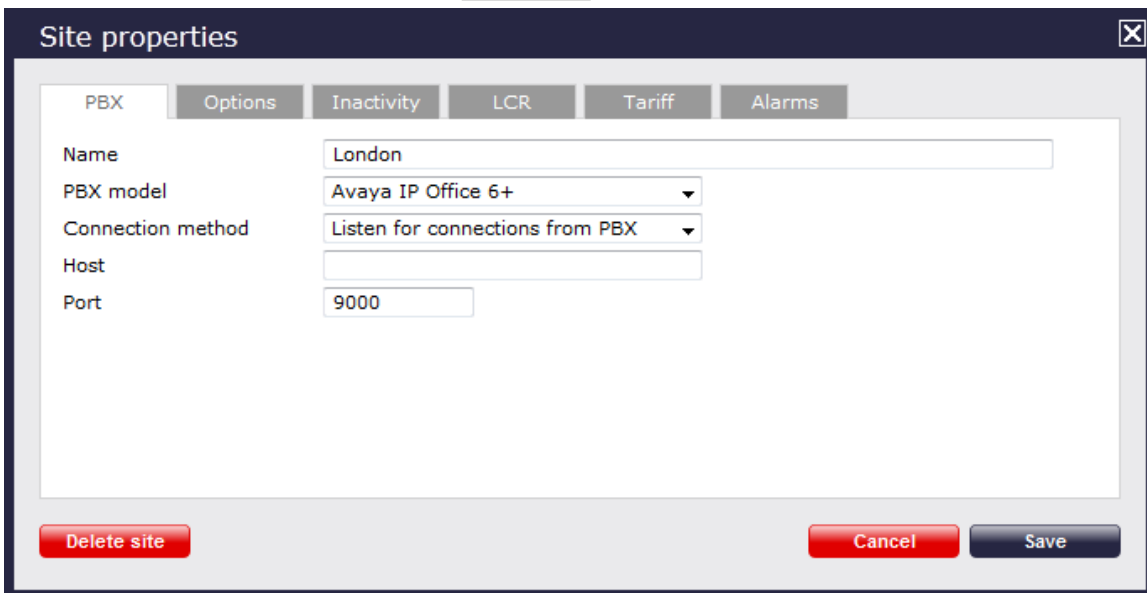 Site properties
PBX Options Inactivity LCR Tariff Alarms
Name London
PBX model Avaya IP Office 6+
Connection method Listen for connections from PBX
Host
Port 9000
Delete site Cancel Save